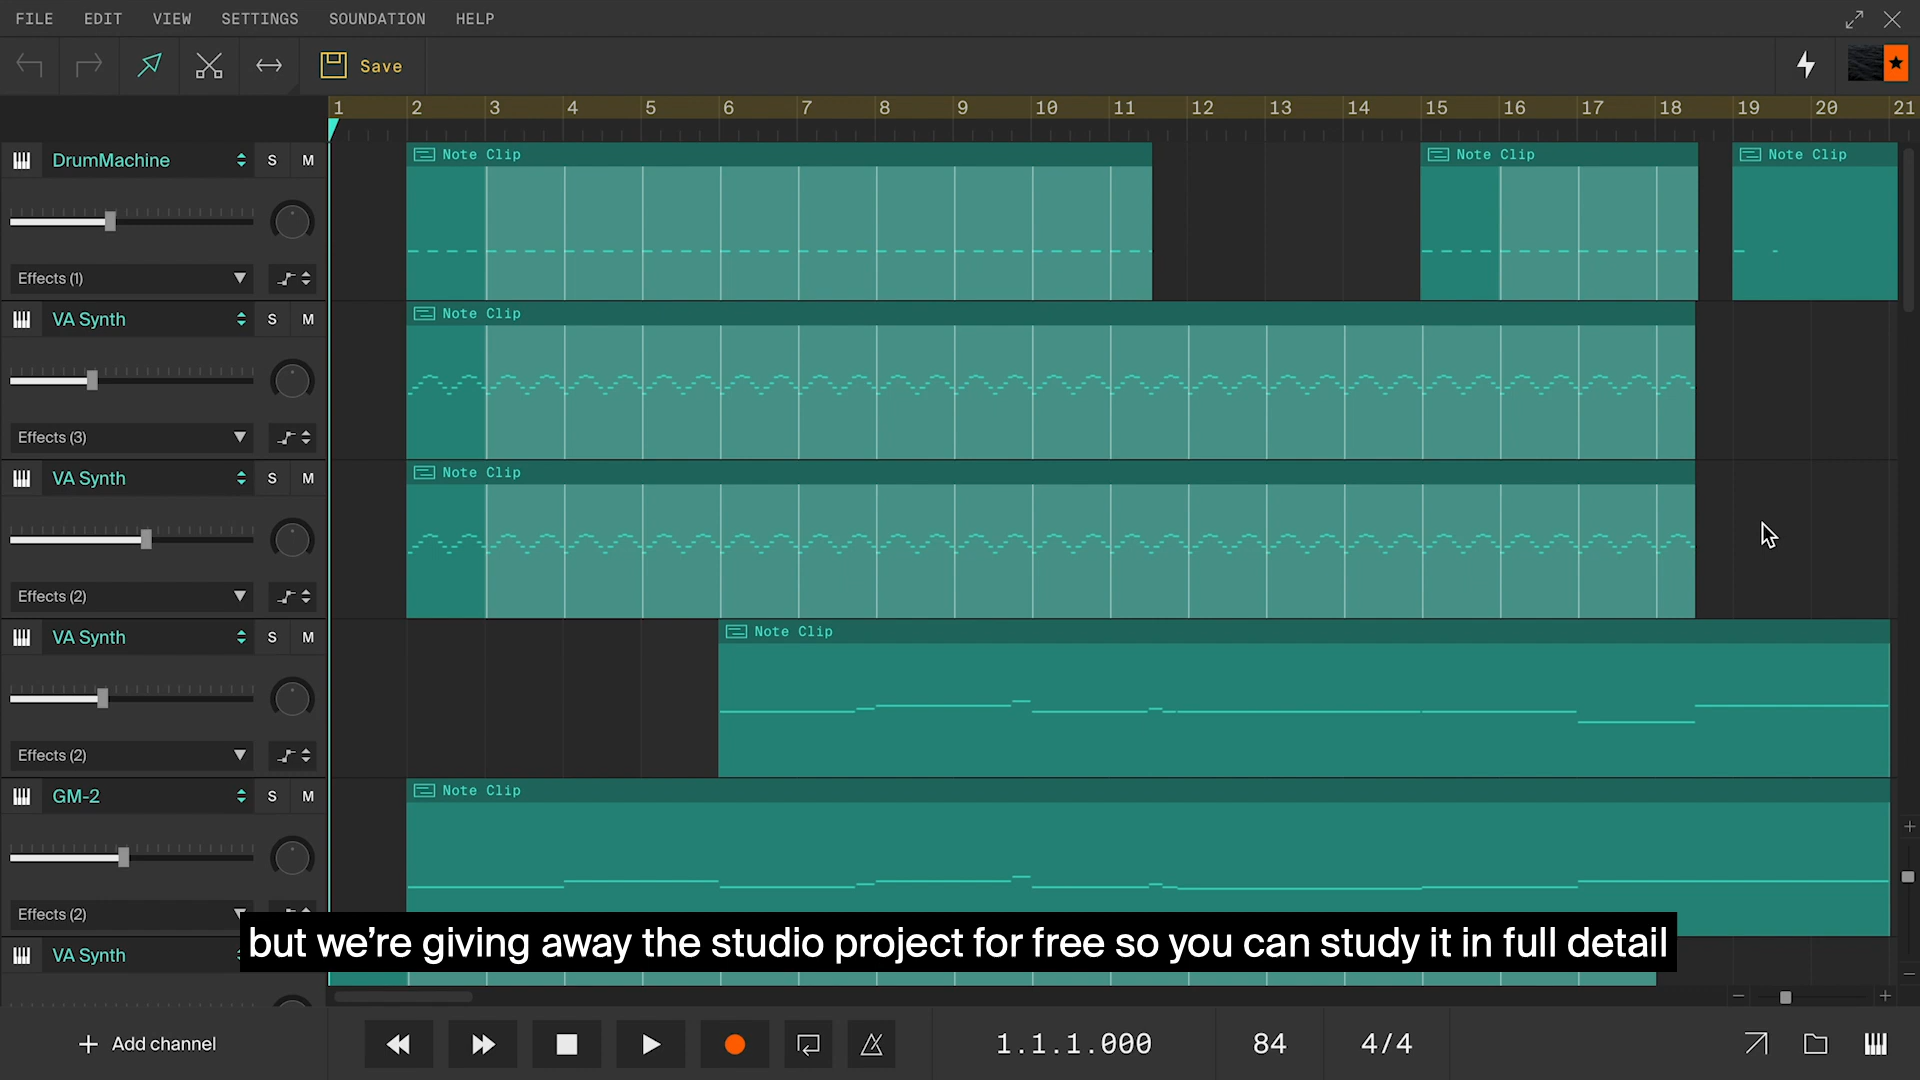 FILE EDIT VIEW SETTINGS SOUNDATION HELP
Save
1 2 3 4 5 6 7 8 9 10 11 12 13 14 15 16 17 18 19 20 21
DrumMachine S M Note Clip Note Clip Note Clip
Effects (1)
VA Synth S M Note Clip
Effects (3)
VA Synth S M Note Clip
Effects (2)
VA Synth S M Note Clip
Effects (2)
GM-2 S M Note Clip
Effects (2)
but we're giving away the studio project for free so you can study it in full detail
VA Synth
+ Add channel 1.1.1.000 84 4/4